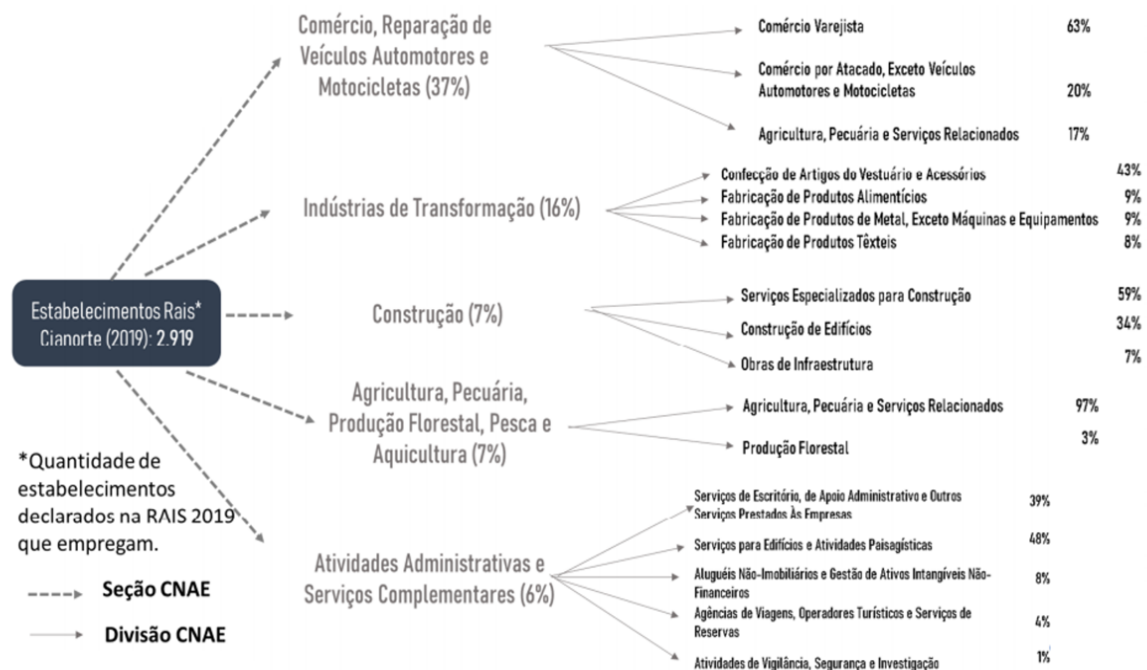 Comércio, Reparação de
Veículos Automotores e
Motocicletas (37%)
Comércio Varejista 63%
Comércio por Atacado, Exceto Veículos
Automotores e Motocicletas 20%
Agricultura, Pecuária e Serviços Relacionados 17%
Indústrias de Transformação (16%)
Confecção de Artigos do Vestuário e Acessórios 43%
Fabricação de Produtos Alimentícios 9%
Fabricação de Produtos de Metal, Exceto Máquinas e Equipamentos 9%
Fabricação de Produtos Têxteis 8%
Estabelecimentos Rais*
Cianorte (2019): 2.919
Construção (7%)
Serviços Especializados para Construção 59%
Construção de Edifícios 34%
Obras de Infraestrutura 7%
Agricultura, Pecuária,
Produção Florestal, Pesca e
Aquicultura (7%)
Agricultura, Pecuária e Serviços Relacionados 97%
Produção Florestal 3%
*Quantidade de
estabelecimentos
declarados na RAIS 2019
que empregam.
Atividades Administrativas e
Serviços Complementares (6%)
Serviços de Escritório, de Apoio Administrativo e Outros
Serviços Prestados Às Empresas 39%
Serviços para Edifícios e Atividades Paisagísticas 48%
Aluguéis Não-Imobiliários e Gestão de Ativos Intangíveis Não-
Financeiros 8%
Agências de Viagens, Operadores Turísticos e Serviços de
Reservas 4%
Atividades de Vigilância, Segurança e Investigação 1%
Seção CNAE
Divisão CNAE